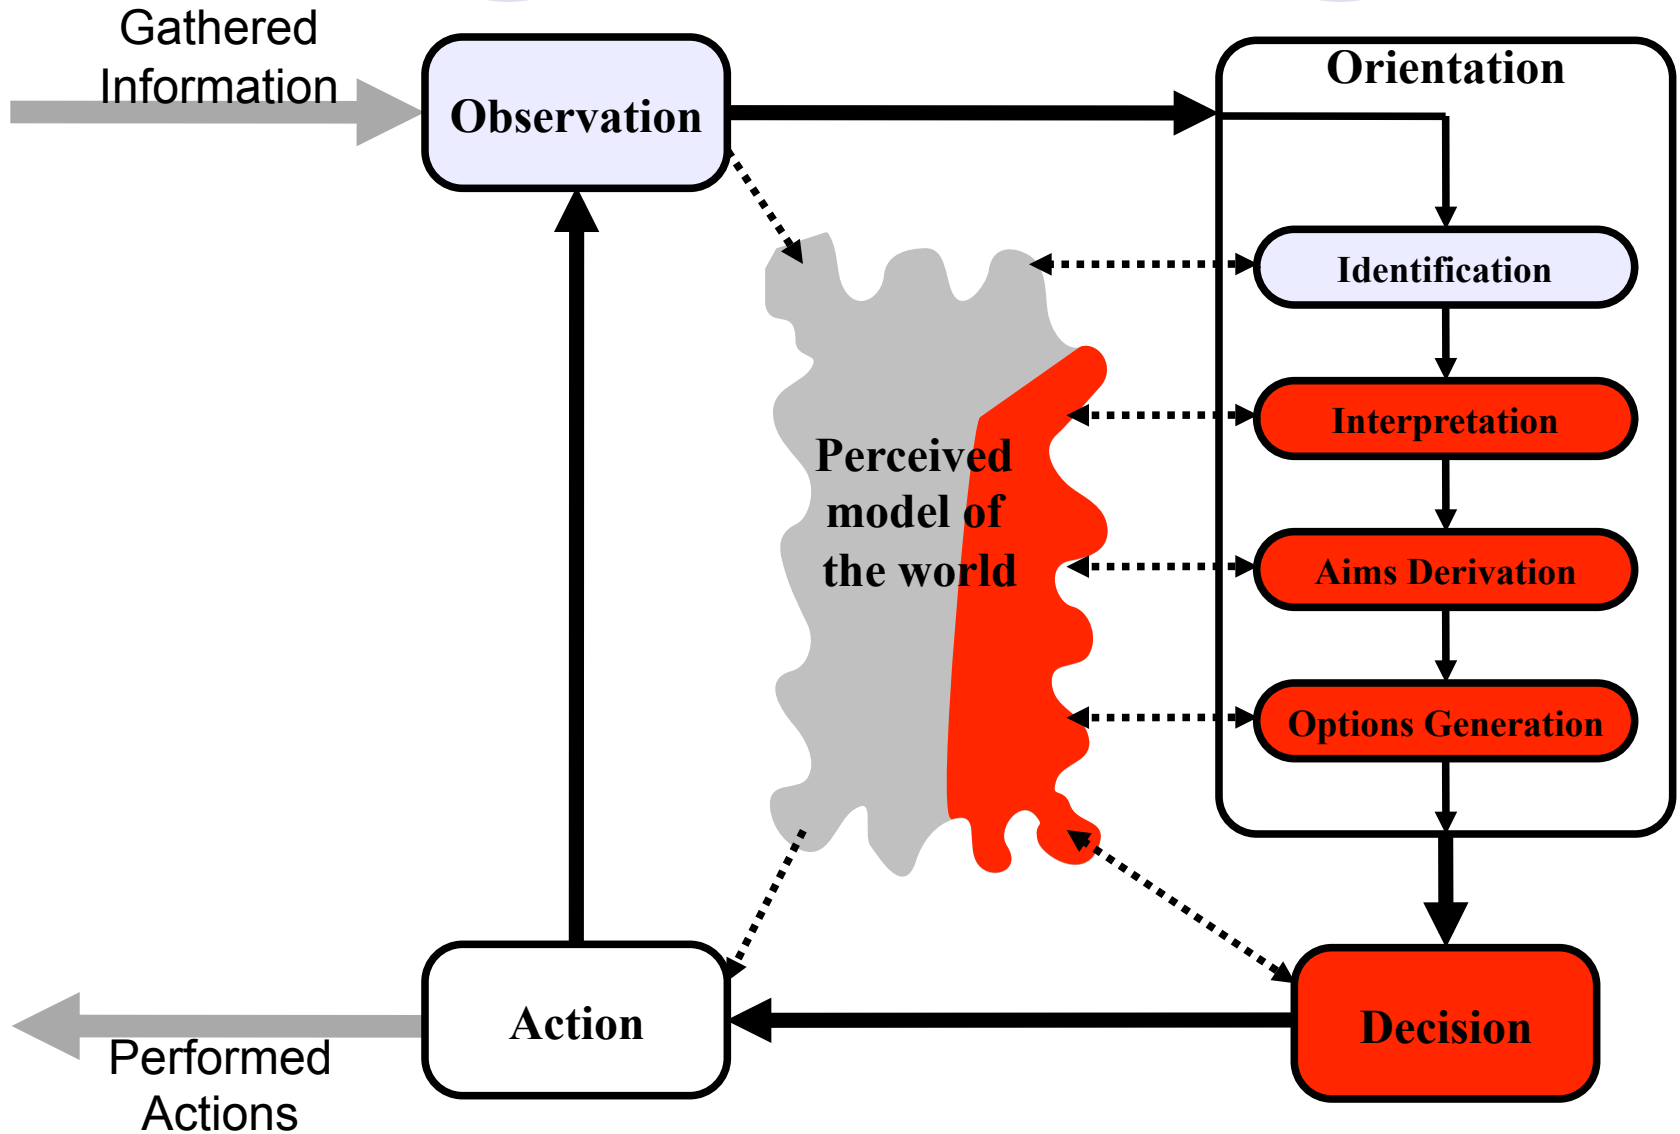 Gathered
Information
Observation
Orientation
Identification
Interpretation
Perceived
model of
the world
Aims Derivation
Options Generation
Action
Decision
Performed
Actions